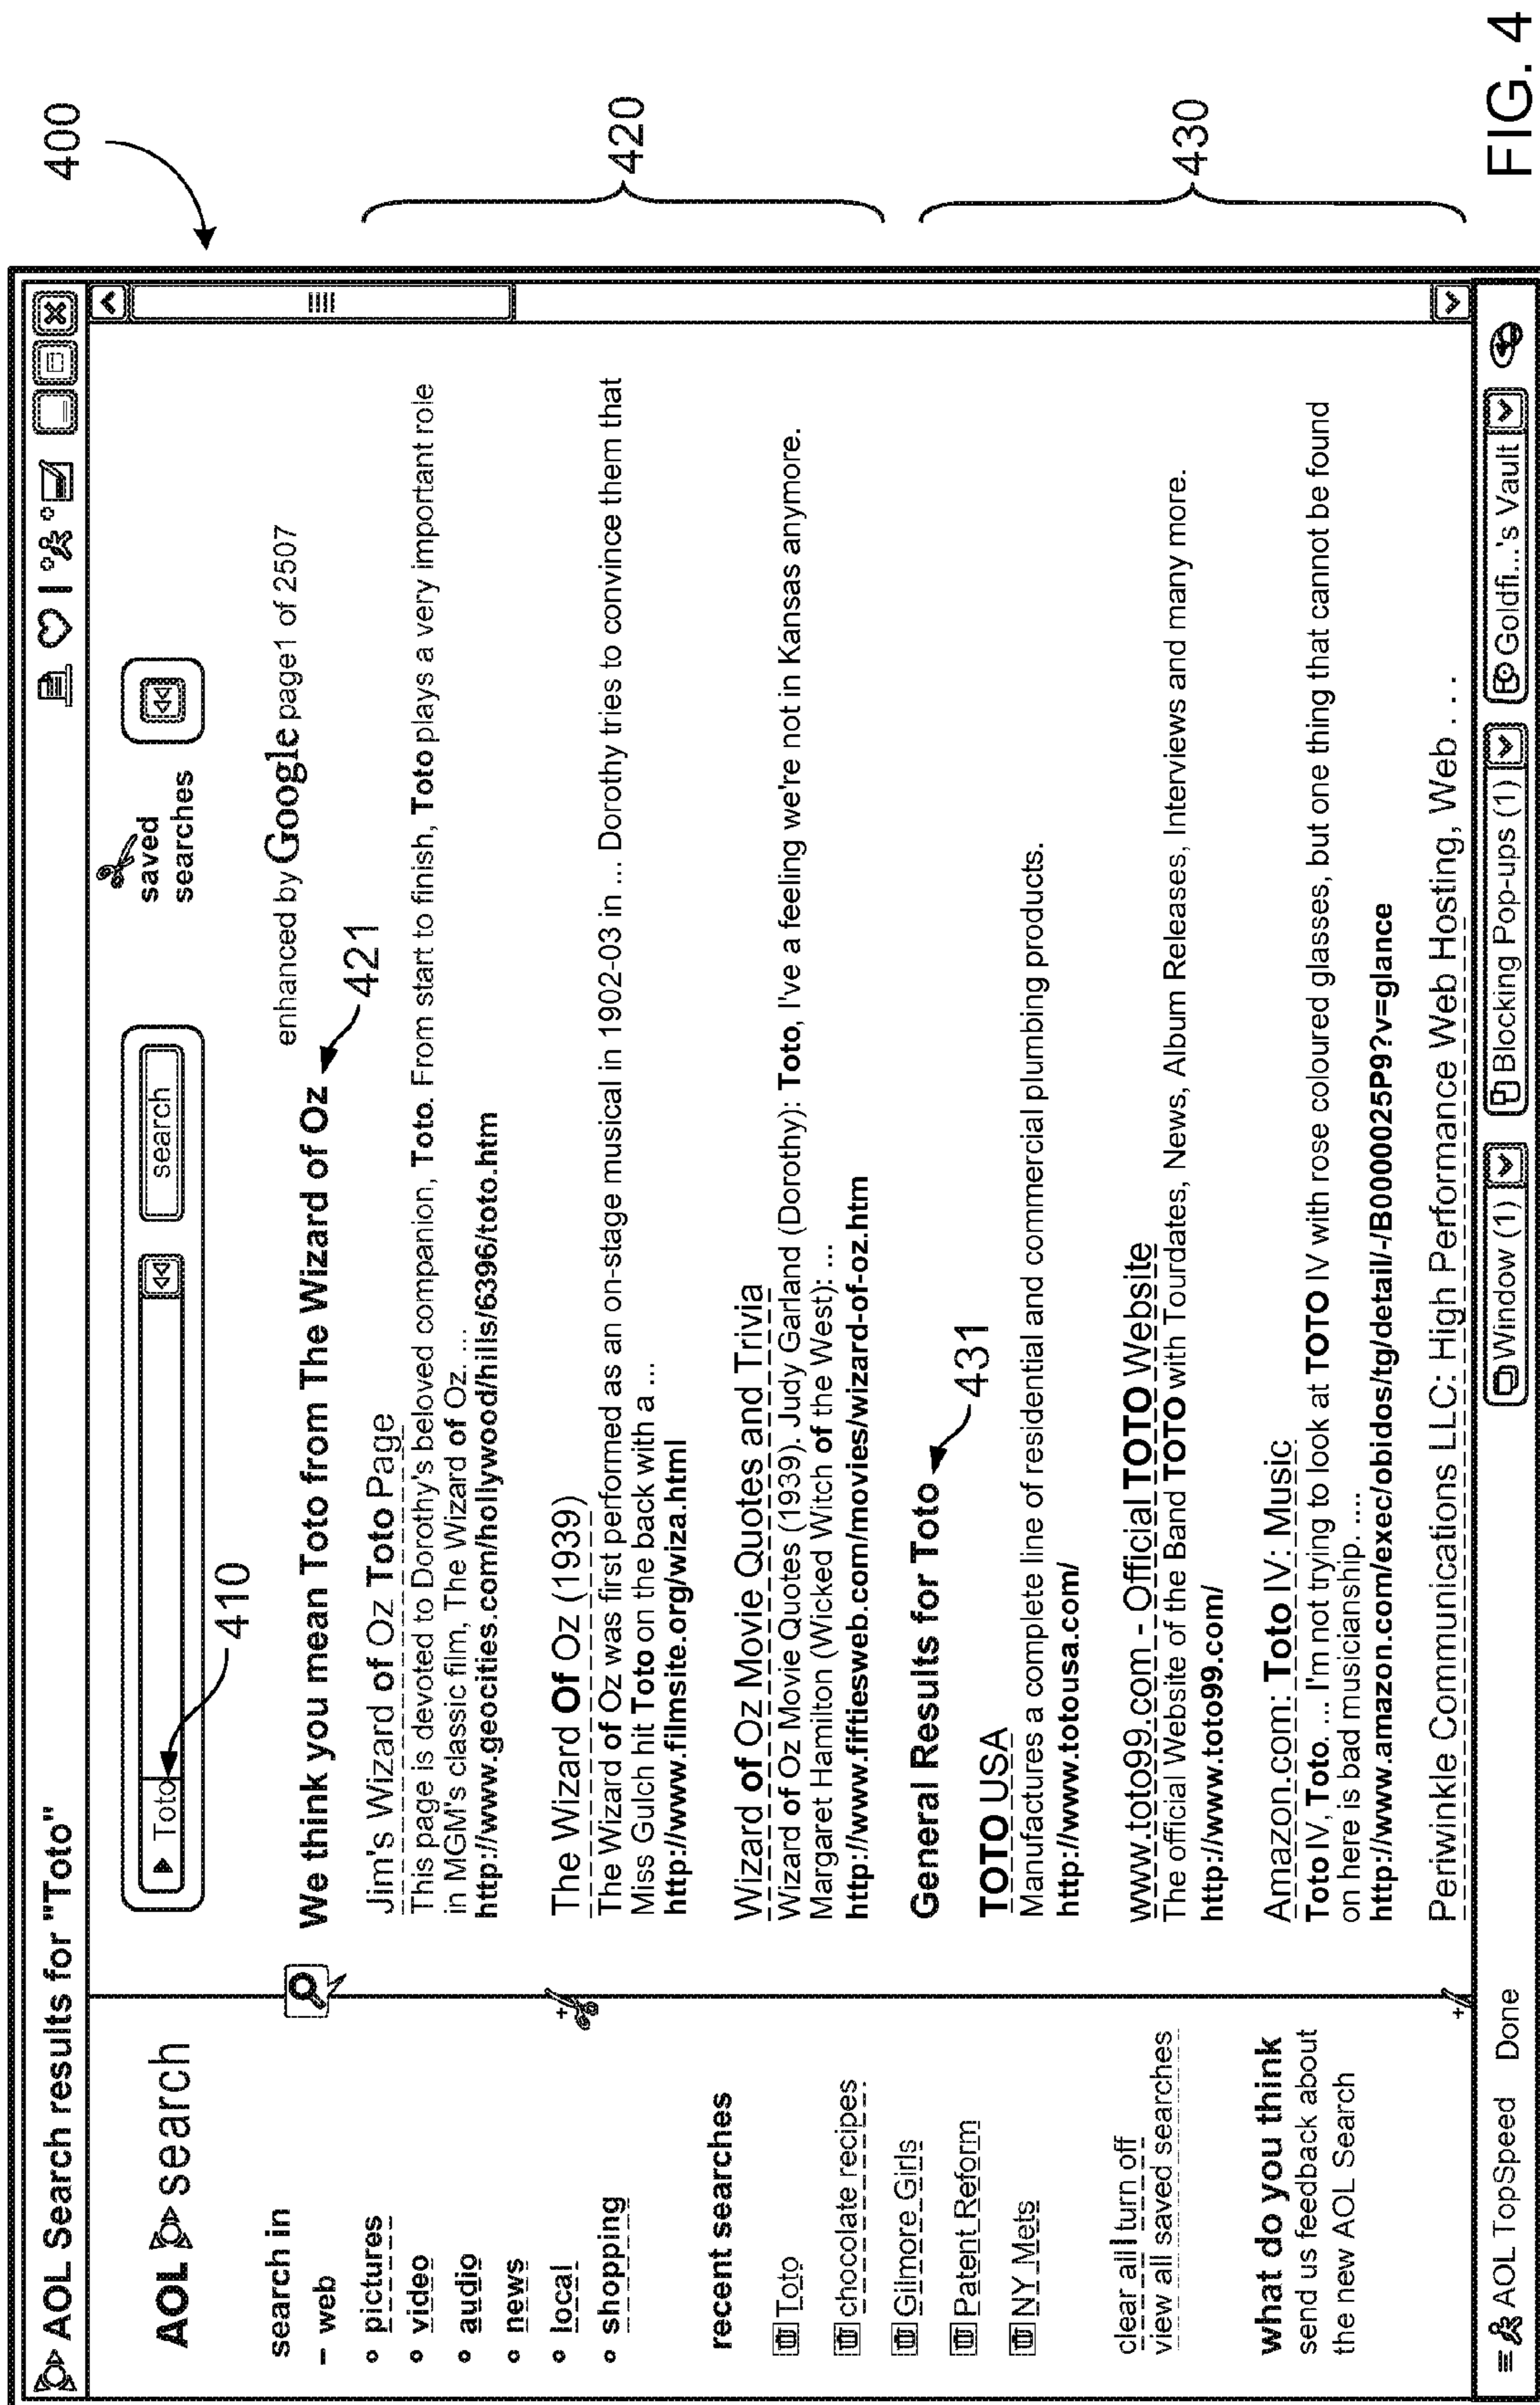 400
AOL Search results for "Toto"
AOL search
search in
– web
o pictures
o video
o audio
o news
o local
o shopping
recent searches
Toto
chocolate recipes
Gilmore Girls
Patent Reform
NY Mets
clear all | turn off
view all saved searches
what do you think
send us feedback about
the new AOL Search
Toto
search
saved
searches
410
enhanced by Google page1 of 2507
We think you mean Toto from The Wizard of Oz
421
Jim's Wizard of Oz Toto Page
This page is devoted to Dorothy's beloved companion, Toto. From start to finish, Toto plays a very important role
in MGM's classic film, The Wizard of Oz. ...
http://www.geocities.com/hollywood/hills/6396/toto.htm
The Wizard Of Oz (1939)
The Wizard of Oz was first performed as an on-stage musical in 1902-03 in ... Dorothy tries to convince them that
Miss Gulch hit Toto on the back with a ...
http://www.filmsite.org/wiza.html
Wizard of Oz Movie Quotes and Trivia
Wizard of Oz Movie Quotes (1939). Judy Garland (Dorothy): Toto, I've a feeling we're not in Kansas anymore.
Margaret Hamilton (Wicked Witch of the West): ...
http://www.fiftiesweb.com/movies/wizard-of-oz.htm
420
General Results for Toto
431
TOTO USA
Manufactures a complete line of residential and commercial plumbing products.
http://www.totousa.com/
www.toto99.com - Official TOTO Website
The official Website of the Band TOTO with Tourdates, News, Album Releases, Interviews and many more.
http://www.toto99.com/
Amazon.com: Toto IV: Music
Toto IV, Toto. ... I'm not trying to look at TOTO IV with rose coloured glasses, but one thing that cannot be found
on here is bad musicianship. ....
http://www.amazon.com/exec/obidos/tg/detail/-/B0000025P9?v=glance
Periwinkle Communications LLC: High Performance Web Hosting, Web . . .
430
AOL TopSpeed Done
Window (1)
Blocking Pop-ups (1)
Goldfi...'s Vault
FIG. 4